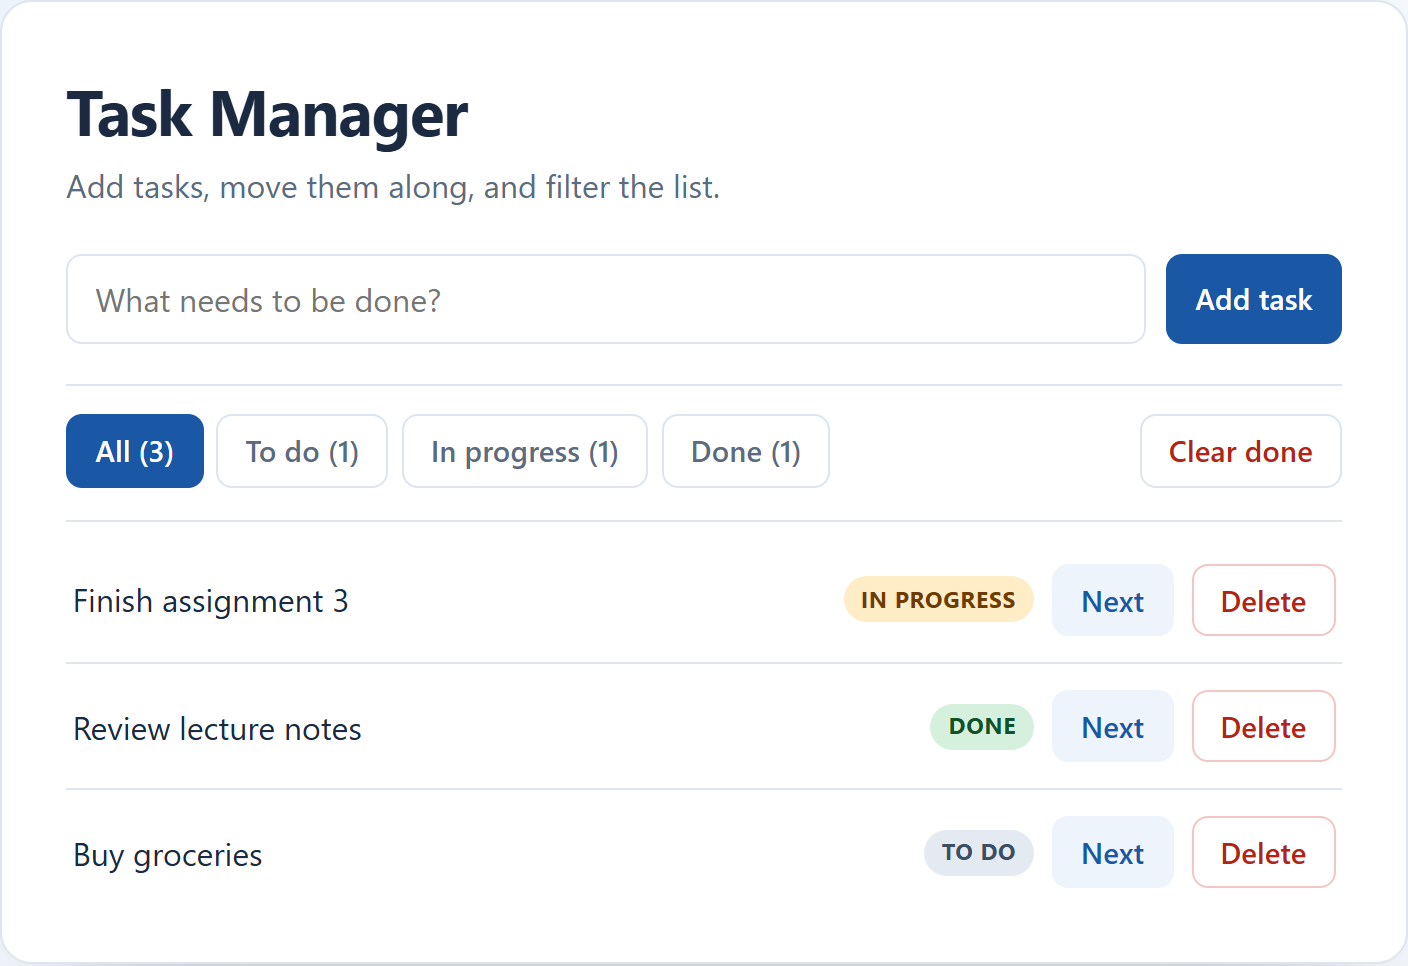 Task Manager
Add tasks, move them along, and filter the list.
What needs to be done? Add task
All (3) To do (1) In progress (1) Done (1) Clear done
Finish assignment 3 IN PROGRESS Next Delete
Review lecture notes DONE Next Delete
Buy groceries TO DO Next Delete